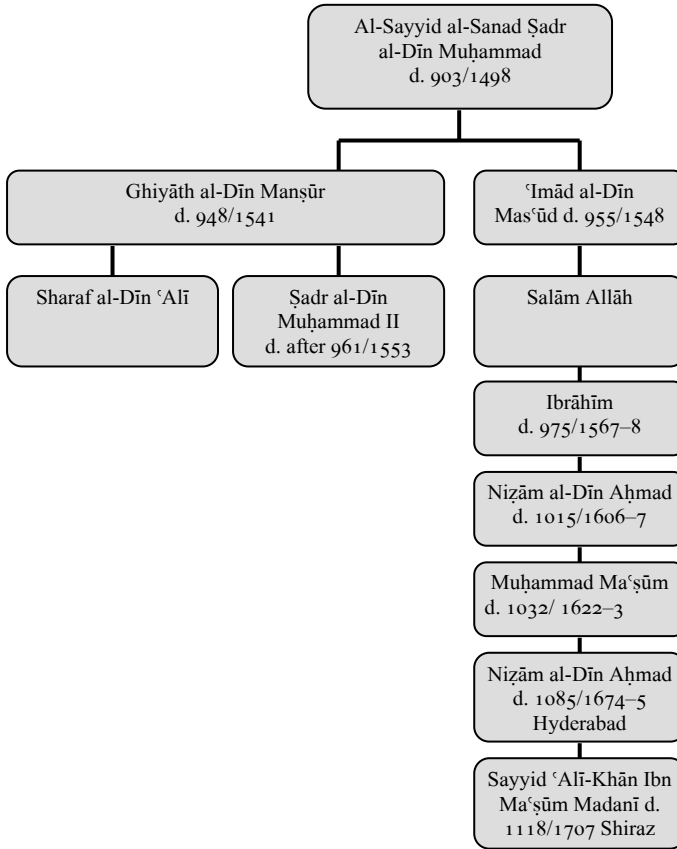 Al-Sayyid al-Sanad Ṣadr
al-Dīn Muḥammad
d. 903/1498
Ghiyāth al-Dīn Manṣūr
d. 948/1541
ʿImād al-Dīn
Masʿūd d. 955/1548
Sharaf al-Dīn ʿAlī
Ṣadr al-Dīn
Muḥammad II
d. after 961/1553
Salām Allāh
Ibrāhīm
d. 975/1567–8
Niẓām al-Dīn Aḥmad
d. 1015/1606–7
Muḥammad Maʿṣūm
d. 1032/ 1622–3
Niẓām al-Dīn Aḥmad
d. 1085/1674–5
Hyderabad
Sayyid ʿAlī-Khān Ibn
Maʿṣūm Madanī d.
1118/1707 Shiraz